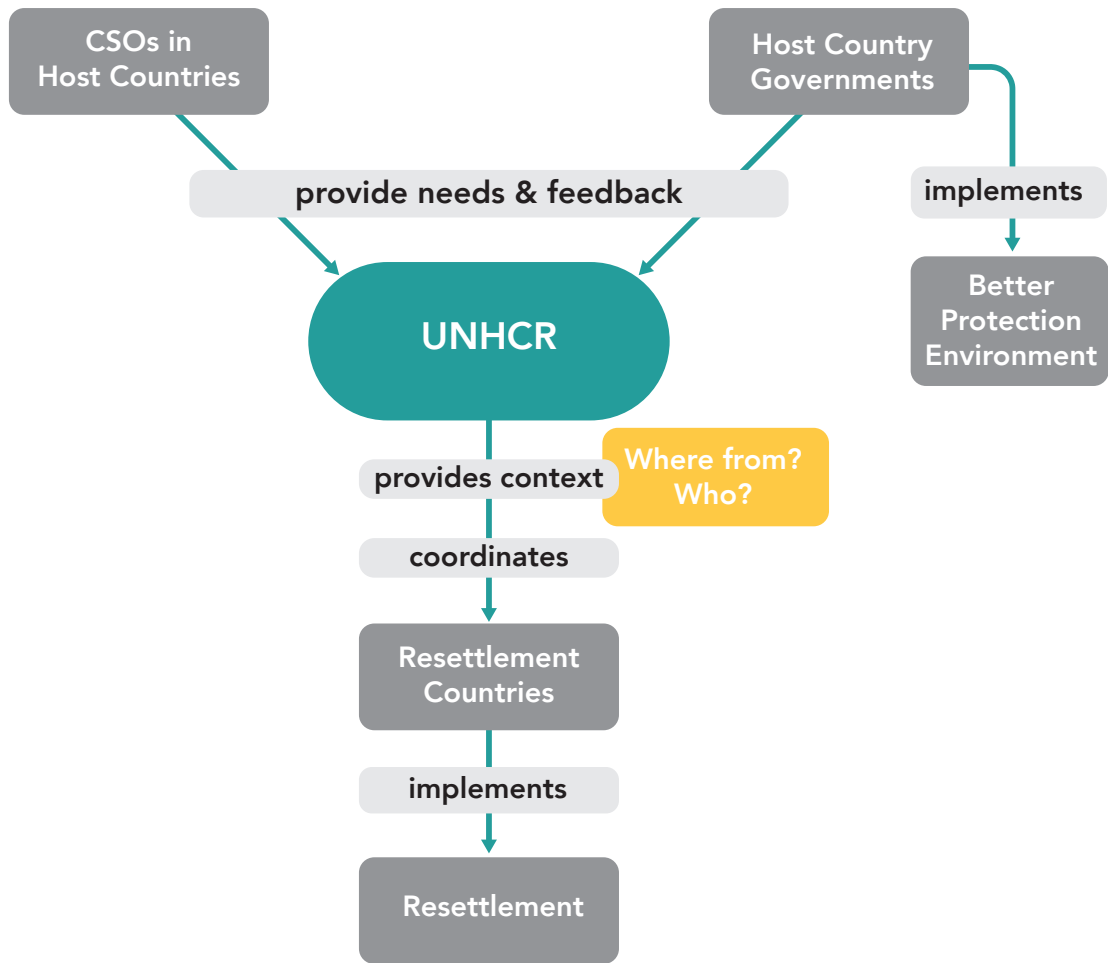 CSOs in
Host Countries
Host Country
Governments
provide needs & feedback
implements
UNHCR
Better
Protection
Environment
provides context
Where from?
Who?
coordinates
Resettlement
Countries
implements
Resettlement